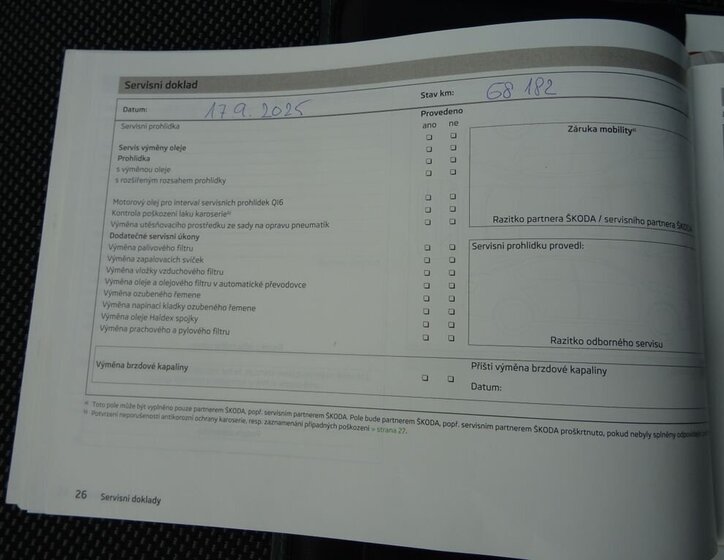 Servisní doklad
Datum: 17 9. 2025 Stav km: 68 182
Provedeno
ano ne
Servisní prohlídka
Servis výměny oleje
Prohlídka
s výměnou oleje
s rozšířeným rozsahem prohlídky
Motorový olej pro interval servisních prohlídek QI6
Kontrola poškození laku karoserieᵇ⁾
Výměna utěsňovacího prostředku ze sady na opravu pneumatik
Dodatečné servisní úkony
Výměna palivového filtru
Výměna zapalovacích svíček
Výměna vložky vzduchového filtru
Výměna oleje a olejového filtru v automatické převodovce
Výměna ozubeného řemene
Výměna napínací kladky ozubeného řemene
Výměna oleje Haldex spojky
Výměna prachového a pylového filtru
Záruka mobilityᵃ⁾
Razítko partnera ŠKODA / servisního partnera ŠKODA
Servisní prohlídku provedl:
Razítko odborného servisu
Výměna brzdové kapaliny
Příští výměna brzdové kapaliny
Datum:
ᵃ⁾ Toto pole může být vyplněno pouze partnerem ŠKODA, popř. servisním partnerem ŠKODA. Pole bude partnerem ŠKODA, popř. servisním partnerem ŠKODA proškrtnuto, pokud nebyly splněny
ᵇ⁾ Potvrzení neporušenosti antikorozní ochrany karoserie, resp. zaznamenání případných poškození » strana 27.
26 Servisní doklady